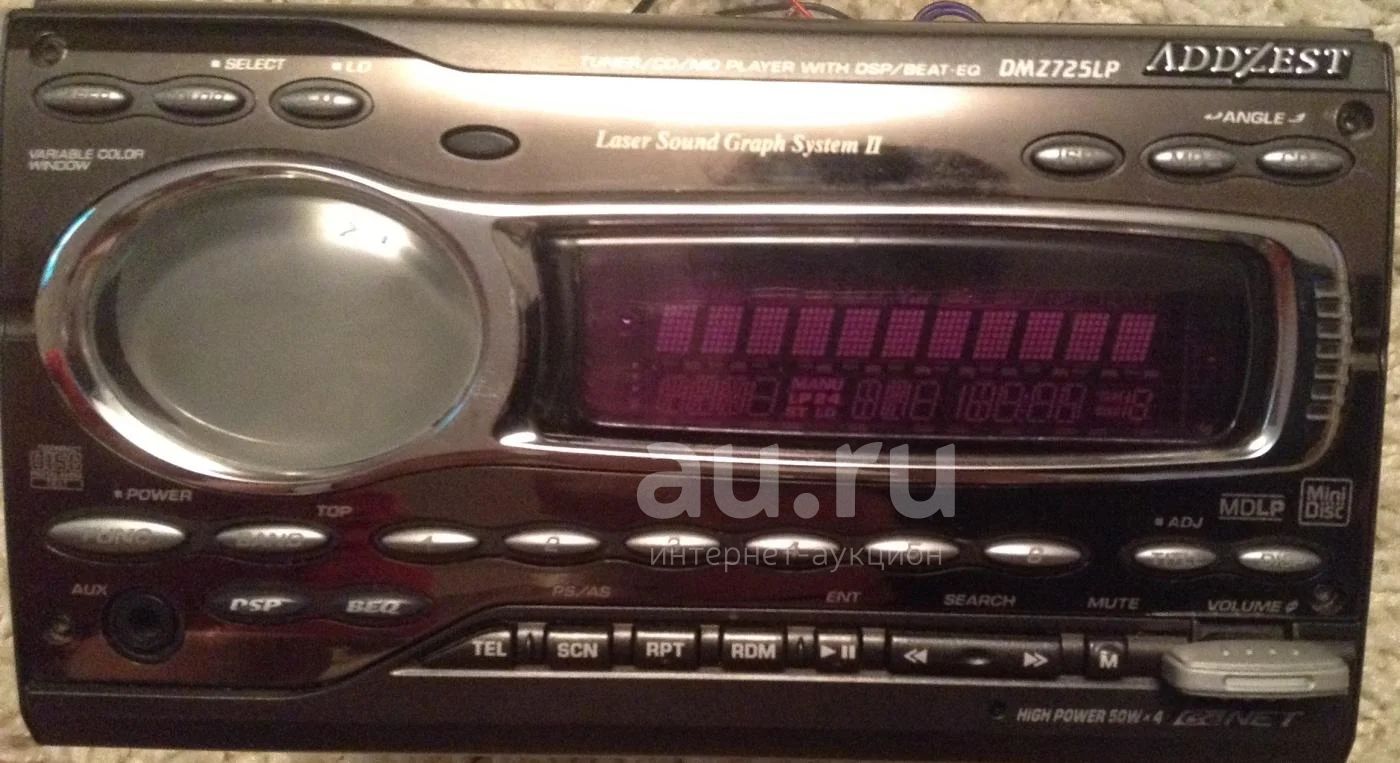 SELECT
LD
TUNER/CD/MD PLAYER WITH DSP/BEAT-EQ DMZ725LP ADDZEST
ANGLE
VARIABLE COLOR
WINDOW
Laser Sound Graph System II
MANU
au.ru
интернет-аукцион
POWER
TOP
MDLP
Mini
Disc
ADJ
FUNC BAND 1 2 3 4 5 6
AUX
DSP BEQ
PS/AS
ENT
SEARCH
MUTE
VOLUME
TEL SCN RPT RDM M
HIGH POWER 50W×4 CeNET